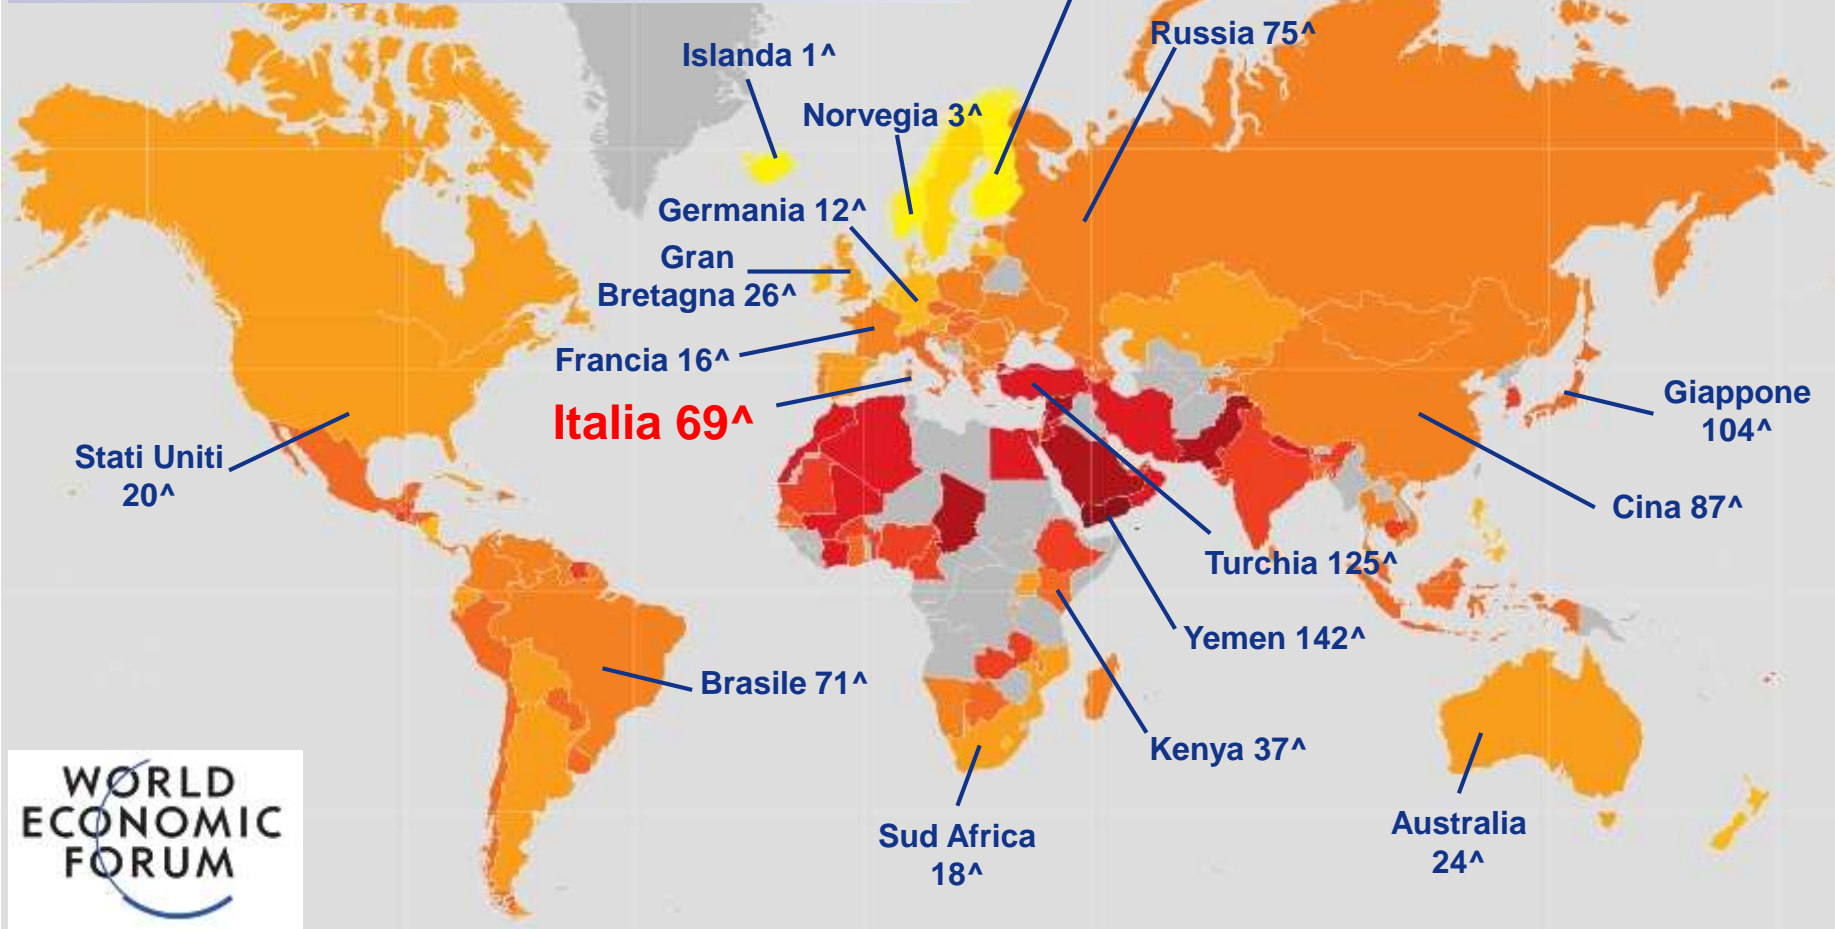 Russia 75^
Islanda 1^
Norvegia 3^
Germania 12^
Gran
Bretagna 26^
Francia 16^
Italia 69^
Giappone
104^
Stati Uniti
20^
Cina 87^
Turchia 125^
Yemen 142^
Brasile 71^
Kenya 37^
Sud Africa
18^
Australia
24^
WORLD
ECONOMIC
FORUM